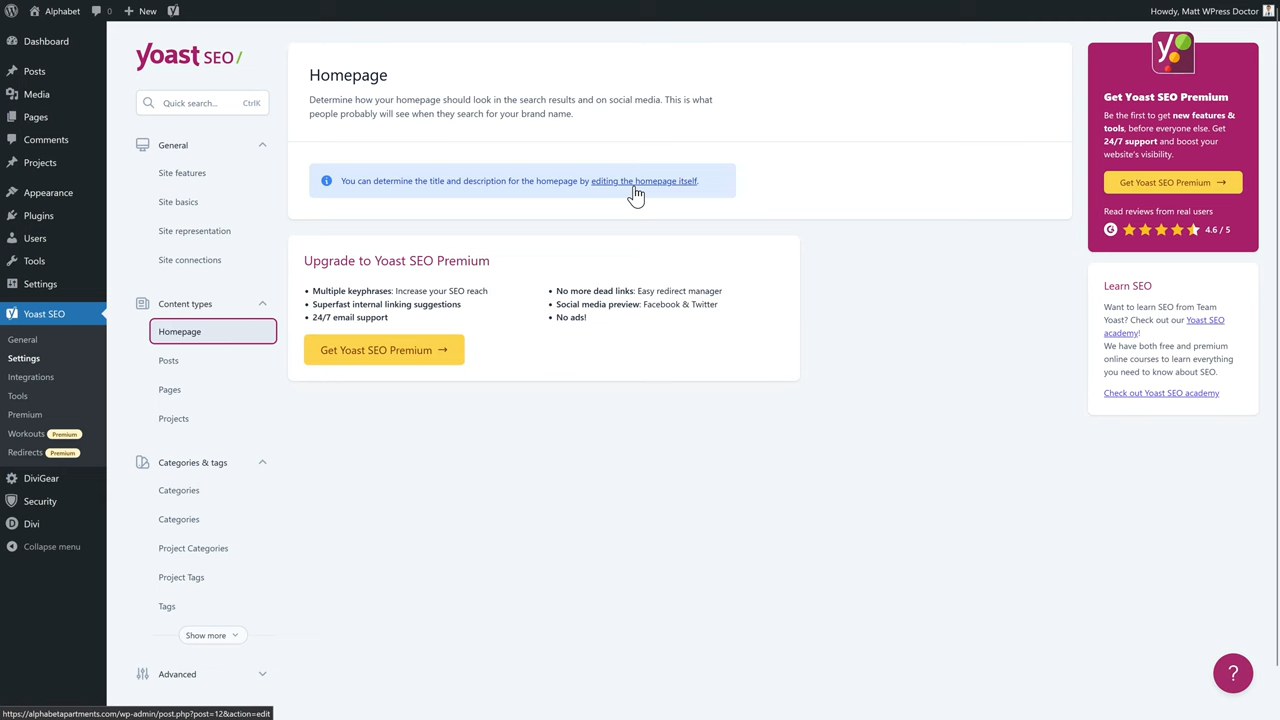 Alphabet
0
New
Howdy, Matt WPress Doctor
Dashboard
Posts
Media
Pages
Comments
Projects
Appearance
Plugins
Users
Tools
Settings
Yoast SEO
General
Settings
Integrations
Tools
Premium
Workouts Premium
Redirects Premium
DiviGear
Security
Divi
Collapse menu
yoast SEO/
Quick search... CtrlK
General
Site features
Site basics
Site representation
Site connections
Content types
Homepage
Posts
Pages
Projects
Categories & tags
Categories
Categories
Project Categories
Project Tags
Tags
Show more
Advanced
Homepage
Determine how your homepage should look in the search results and on social media. This is what
people probably will see when they search for your brand name.
You can determine the title and description for the homepage by editing the homepage itself.
Upgrade to Yoast SEO Premium
• Multiple keyphrases: Increase your SEO reach
• Superfast internal linking suggestions
• 24/7 email support
• No more dead links: Easy redirect manager
• Social media preview: Facebook & Twitter
• No ads!
Get Yoast SEO Premium →
y
Get Yoast SEO Premium
Be the first to get new features &
tools, before everyone else. Get
24/7 support and boost your
website's visibility.
Get Yoast SEO Premium →
Read reviews from real users
G 4.6 / 5
Learn SEO
Want to learn SEO from Team
Yoast? Check out our Yoast SEO
academy!
We have both free and premium
online courses to learn everything
you need to know about SEO.
Check out Yoast SEO academy
?
https://alphabetapartments.com/wp-admin/post.php?post=12&action=edit